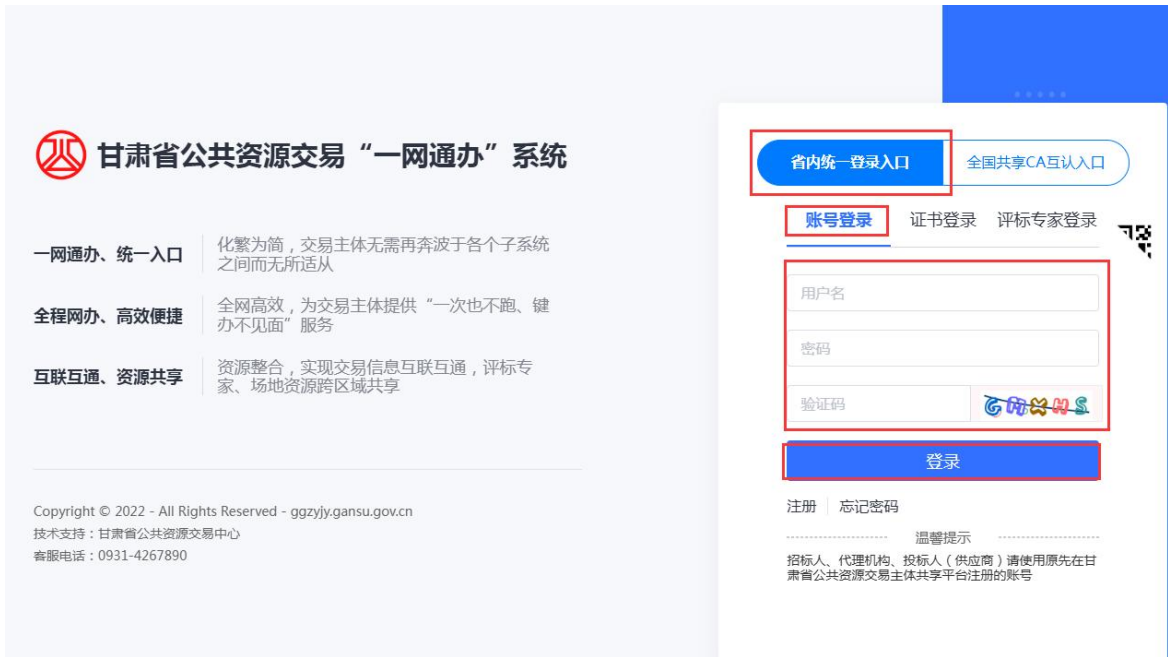 甘肃省公共资源交易“一网通办”系统
一网通办、统一入口
化繁为简，交易主体无需再奔波于各个子系统
之间而无所适从
全程网办、高效便捷
全网高效，为交易主体提供“一次也不跑、键
办不见面”服务
互联互通、资源共享
资源整合，实现交易信息互联互通，评标专
家、场地资源跨区域共享
Copyright © 2022 - All Rights Reserved - ggzyjy.gansu.gov.cn
技术支持：甘肃省公共资源交易中心
客服电话：0931-4267890
省内统一登录入口
全国共享CA互认入口
账号登录
证书登录
评标专家登录
用户名
密码
验证码
登录
注册
忘记密码
温馨提示
招标人、代理机构、投标人（供应商）请使用原先在甘
肃省公共资源交易主体共享平台注册的账号